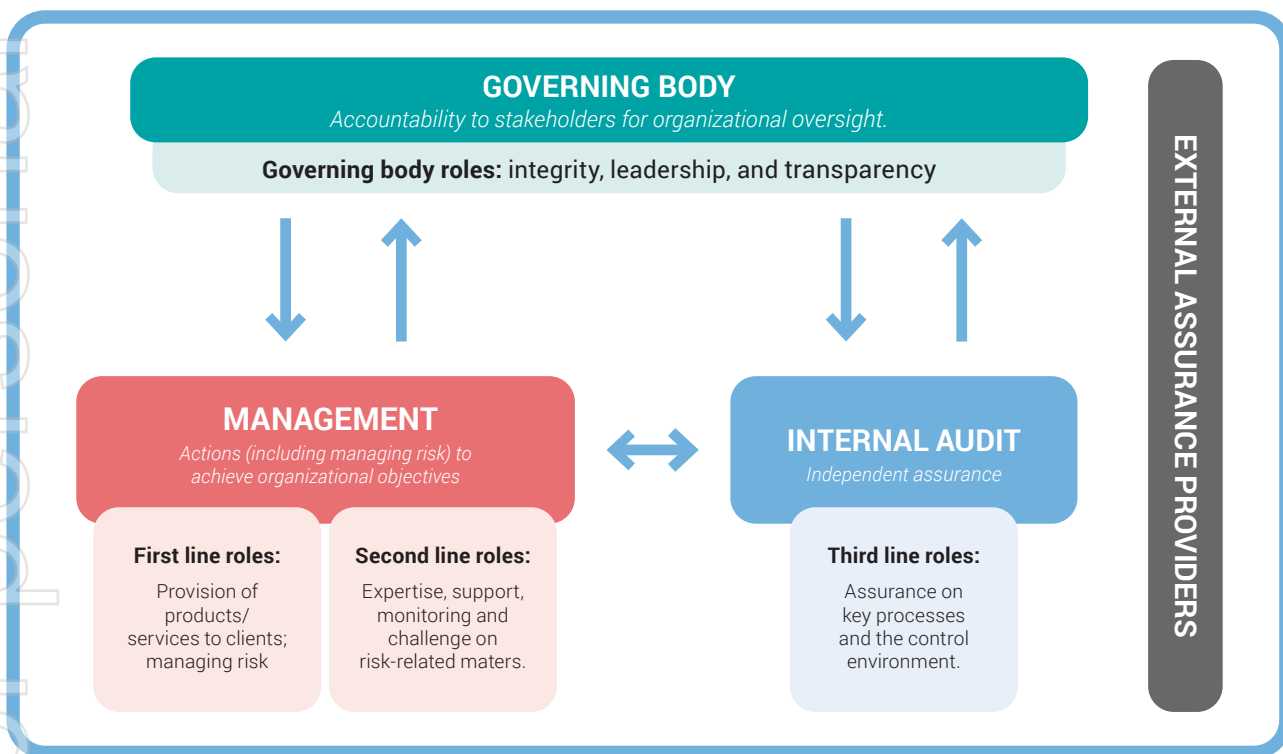 GOVERNING BODY
Accountability to stakeholders for organizational oversight.
Governing body roles: integrity, leadership, and transparency
MANAGEMENT
Actions (including managing risk) to
achieve organizational objectives
First line roles:
Provision of
products/
services to clients;
managing risk
Second line roles:
Expertise, support,
monitoring and
challenge on
risk-related maters.
INTERNAL AUDIT
Independent assurance
Third line roles:
Assurance on
key processes
and the control
environment.
EXTERNAL ASSURANCE PROVIDERS